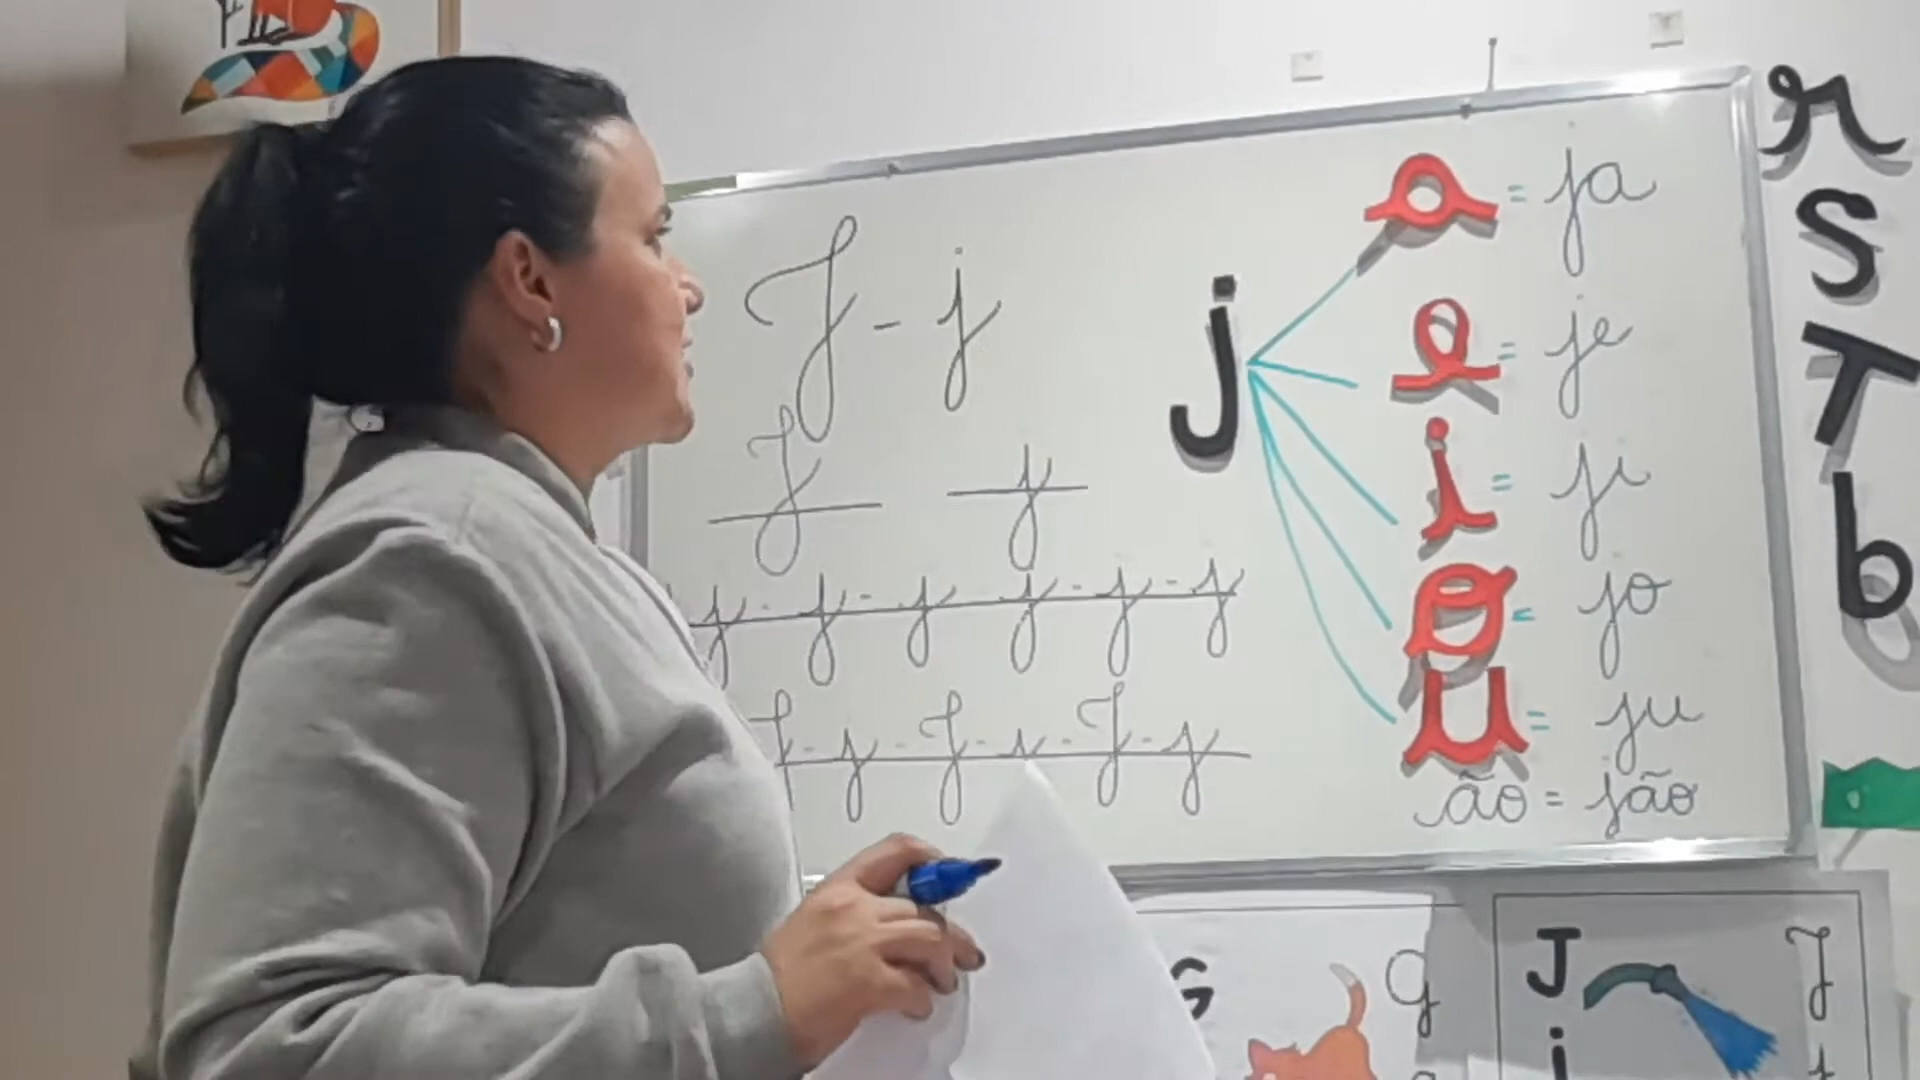 J - j
J j
j - j - j - j - j - j
J - j - J - j - J - j
j
a = ja
e = je
i = ji
o = jo
u = ju
ão = jão
r
s
T
b
G G
J J
j